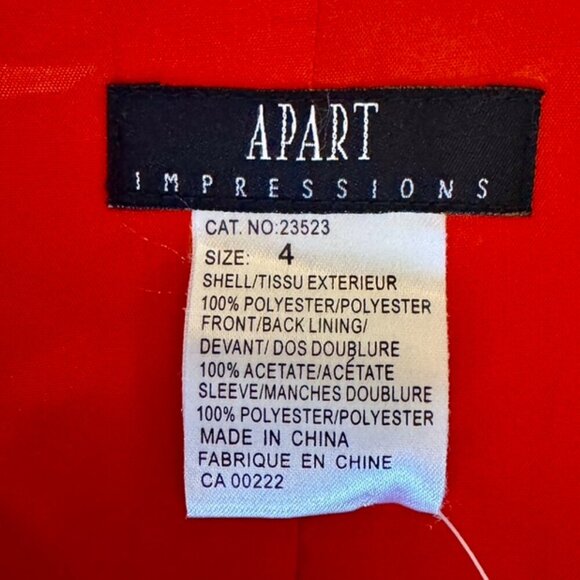 APART
IMPRESSIONS
CAT. NO:23523
SIZE: 4
SHELL/TISSU EXTERIEUR
100% POLYESTER/POLYESTER
FRONT/BACK LINING/
DEVANT/ DOS DOUBLURE
100% ACETATE/ACÉTATE
SLEEVE/MANCHES DOUBLURE
100% POLYESTER/POLYESTER
MADE IN CHINA
FABRIQUE EN CHINE
CA 00222